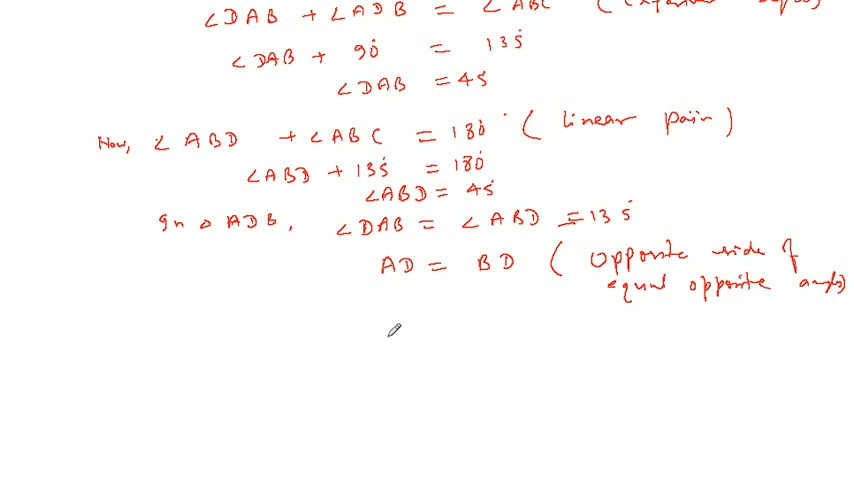 ∠DAB + ∠ADB = ∠ABC (
∠DAB + 90° = 135°
∠DAB = 45°
Now, ∠ABD + ∠ABC = 180° (linear pair)
∠ABD + 135° = 180°
∠ABD = 45°
In △ADB, ∠DAB = ∠ABD = 135°
AD = BD (Opposite side of
equal opposite angles)